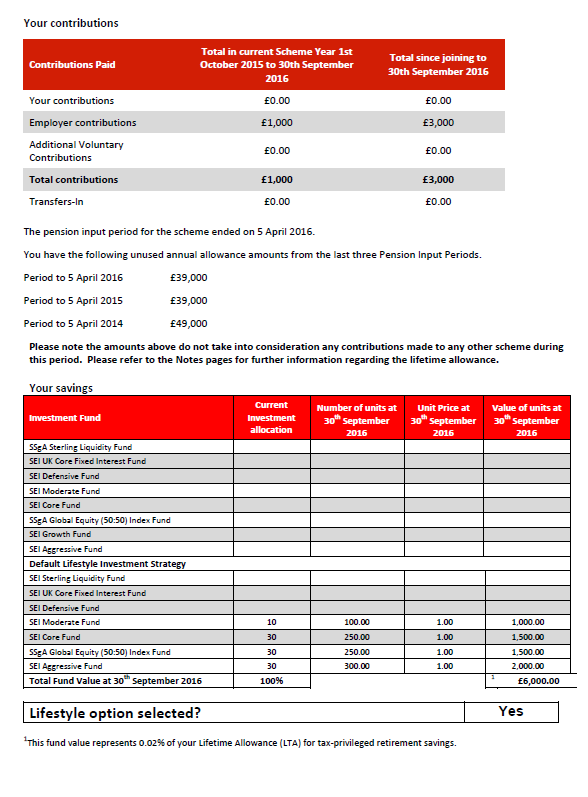 Your contributions
Contributions Paid
Total in current Scheme Year 1st
October 2015 to 30th September
2016
Total since joining to
30th September 2016
Your contributions £0.00 £0.00
Employer contributions £1,000 £3,000
Additional Voluntary
Contributions £0.00 £0.00
Total contributions £1,000 £3,000
Transfers-In £0.00 £0.00
The pension input period for the scheme ended on 5 April 2016.
You have the following unused annual allowance amounts from the last three Pension Input Periods.
Period to 5 April 2016 £39,000
Period to 5 April 2015 £39,000
Period to 5 April 2014 £49,000
Please note the amounts above do not take into consideration any contributions made to any other scheme during
this period. Please refer to the Notes pages for further information regarding the lifetime allowance.
Your savings
Investment Fund
Current
Investment
allocation
Number of units at
30th September
2016
Unit Price at
30th September
2016
Value of units at
30th September
2016
SSgA Sterling Liquidity Fund
SEI UK Core Fixed Interest Fund
SEI Defensive Fund
SEI Moderate Fund
SEI Core Fund
SSgA Global Equity (50:50) Index Fund
SEI Growth Fund
SEI Aggressive Fund
Default Lifestyle Investment Strategy
SEI Sterling Liquidity Fund
SEI UK Core Fixed Interest Fund
SEI Defensive Fund
SEI Moderate Fund 10 100.00 1.00 1,000.00
SEI Core Fund 30 250.00 1.00 1,500.00
SSgA Global Equity (50:50) Index Fund 30 250.00 1.00 1,500.00
SEI Aggressive Fund 30 300.00 1.00 2,000.00
Total Fund Value at 30th September 2016 100% 1 £6,000.00
Lifestyle option selected? Yes
1This fund value represents 0.02% of your Lifetime Allowance (LTA) for tax-privileged retirement savings.